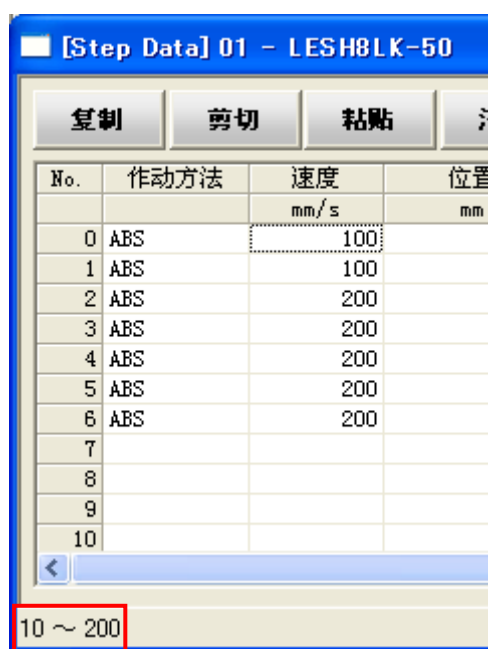 [Step Data] 01 - LESH8LK-50
复制 剪切 粘贴
No. 作动方法 速度 位置
mm/s mm
0 ABS 100
1 ABS 100
2 ABS 200
3 ABS 200
4 ABS 200
5 ABS 200
6 ABS 200
7
8
9
10
10 ～ 200